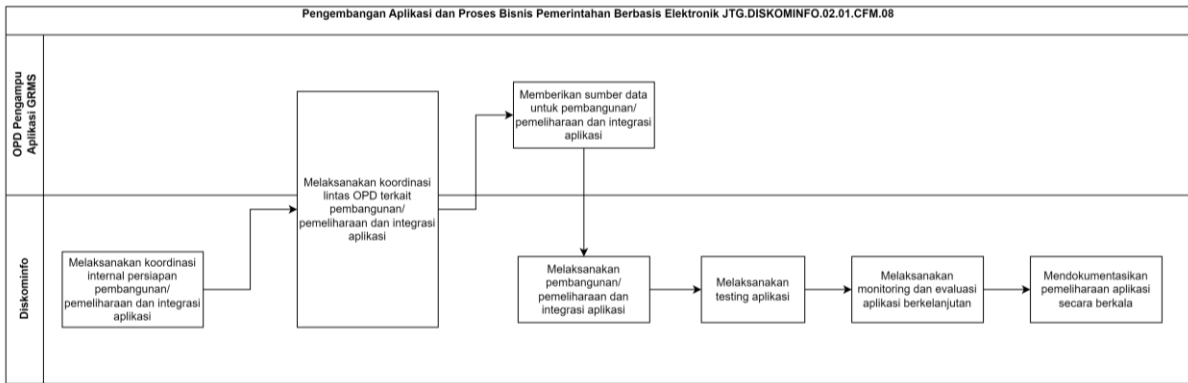 Pengembangan Aplikasi dan Proses Bisnis Pemerintahan Berbasis Elektronik JTG.DISKOMINFO.02.01.CFM.08
OPD Pengampu
Aplikasi GRMS
Memberikan sumber data
untuk pembangunan/
pemeliharaan dan integrasi
aplikasi
Melaksanakan koordinasi
lintas OPD terkait
pembangunan/
pemeliharaan dan integrasi
aplikasi
Diskominfo
Melaksanakan koordinasi
internal persiapan
pembangunan/
pemeliharaan dan integrasi
aplikasi
Melaksanakan
pembangunan/
pemeliharaan dan
integrasi aplikasi
Melaksanakan
testing aplikasi
Melaksanakan
monitoring dan evaluasi
aplikasi berkelanjutan
Mendokumentasikan
pemeliharaan aplikasi
secara berkala